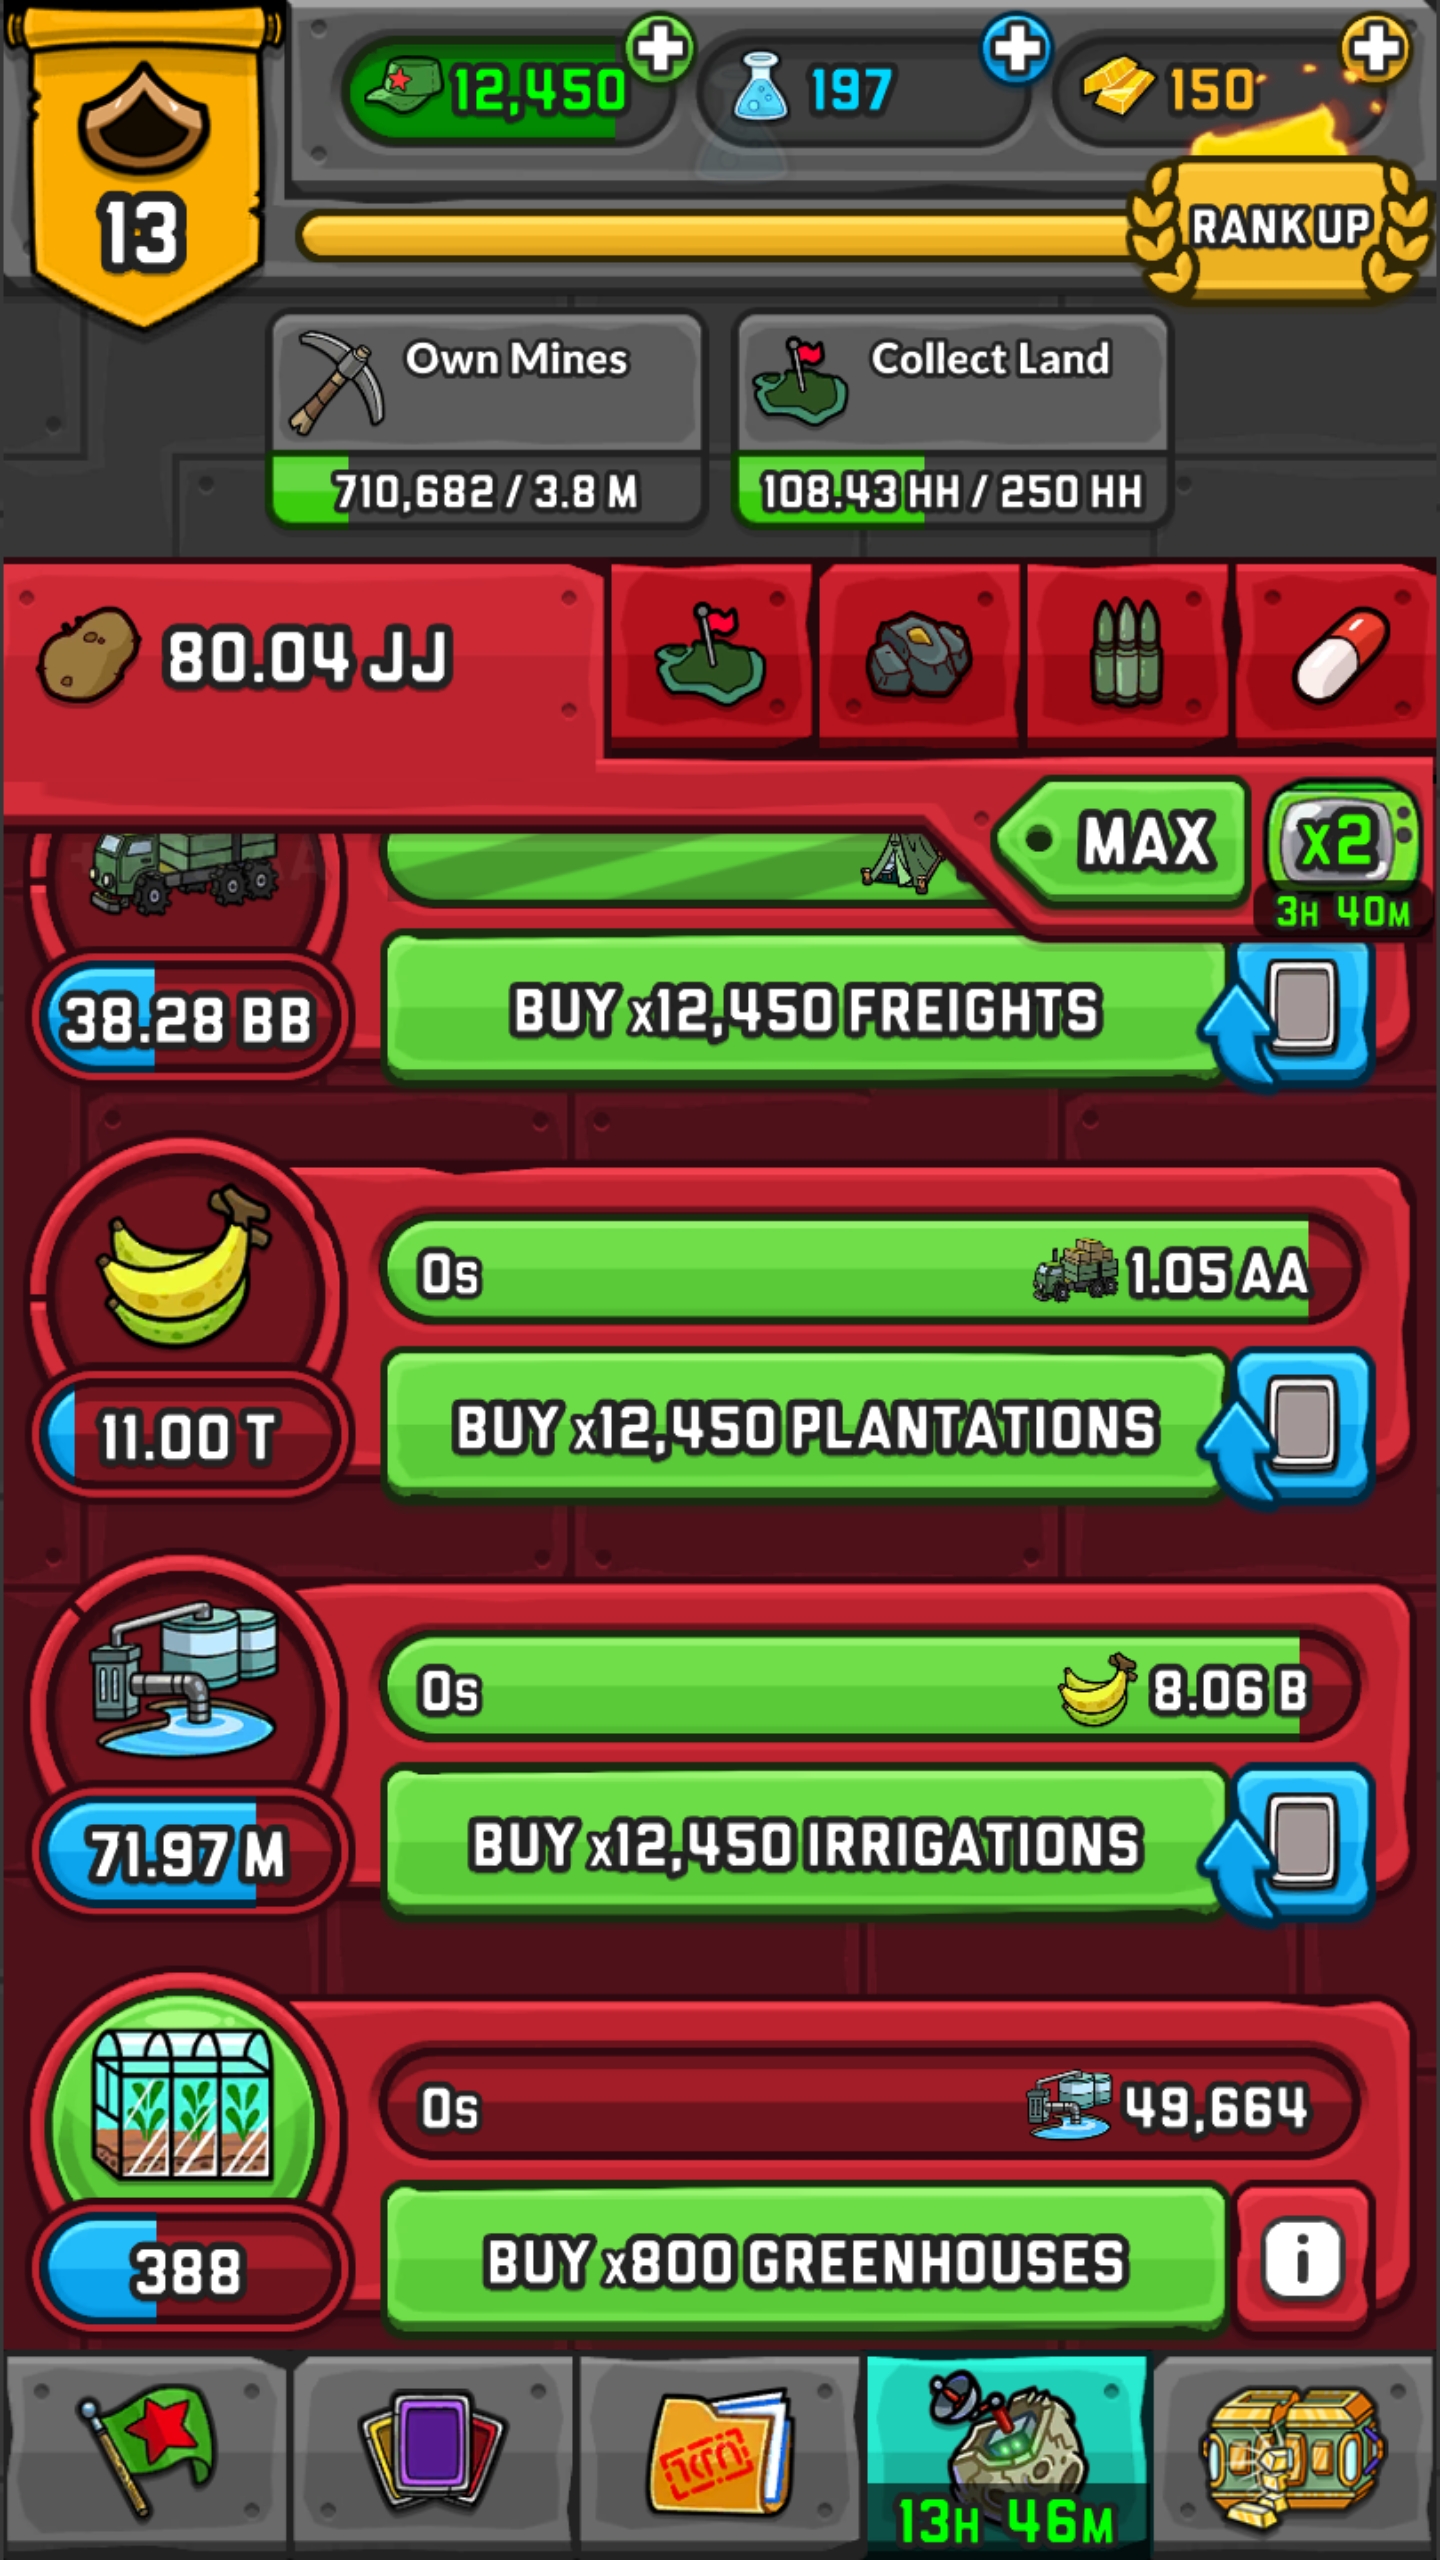 12,450
197
150
13
RANK UP
Own Mines
710,682 / 3.8 M
Collect Land
108.43 HH / 250 HH
80.04 JJ
MAX
x2
3H 40M
38.28 BB
BUY x12,450 FREIGHTS
0s
1.05 AA
11.00 T
BUY x12,450 PLANTATIONS
0s
8.06 B
71.97 M
BUY x12,450 IRRIGATIONS
0s
49,664
388
BUY x800 GREENHOUSES
i
13H 46M